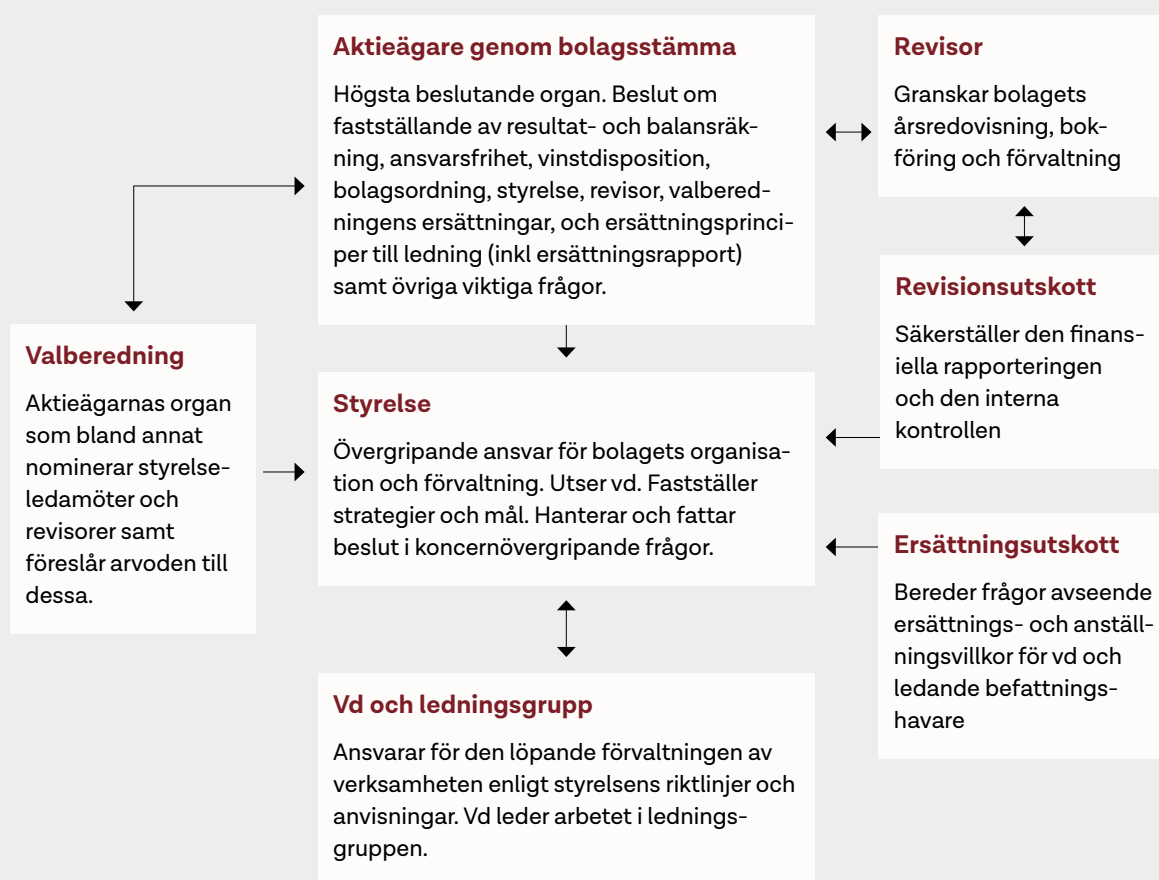 Aktieägare genom bolagsstämma
Högsta beslutande organ. Beslut om
fastställande av resultat- och balansräk-
ning, ansvarsfrihet, vinstdisposition,
bolagsordning, styrelse, revisor, valbered-
ningens ersättningar, och ersättningsprinci-
per till ledning (inkl ersättningsrapport)
samt övriga viktiga frågor.
Revisor
Granskar bolagets
årsredovisning, bok-
föring och förvaltning
Revisionsutskott
Säkerställer den finans-
iella rapporteringen
och den interna
kontrollen
Valberedning
Aktieägarnas organ
som bland annat
nominerar styrelse-
ledamöter och
revisorer samt
föreslår arvoden till
dessa.
Styrelse
Övergripande ansvar för bolagets organisa-
tion och förvaltning. Utser vd. Fastställer
strategier och mål. Hanterar och fattar
beslut i koncernövergripande frågor.
Ersättningsutskott
Bereder frågor avseende
ersättnings- och anställ-
ningsvillkor för vd och
ledande befattnings-
havare
Vd och ledningsgrupp
Ansvarar för den löpande förvaltningen av
verksamheten enligt styrelsens riktlinjer och
anvisningar. Vd leder arbetet i lednings-
gruppen.